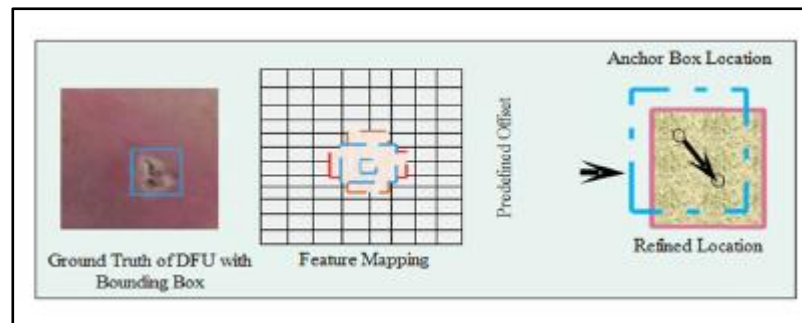 Ground Truth of DFU with
Bounding Box
Feature Mapping
Predefined Offset
Anchor Box Location
Refined Location